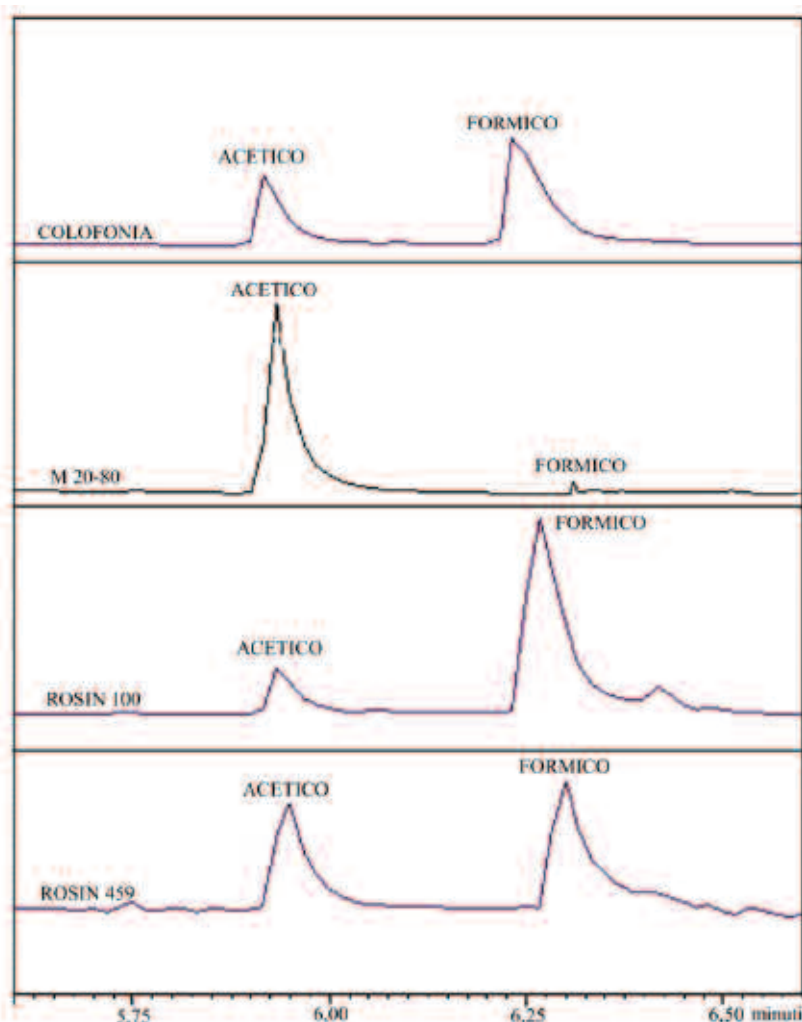 FORMICO
ACETICO
COLOFONIA
ACETICO
M 20-80
FORMICO
FORMICO
ACETICO
ROSIN 100
FORMICO
ACETICO
ROSIN 459
5,75 6,00 6,25 6,50 minuti